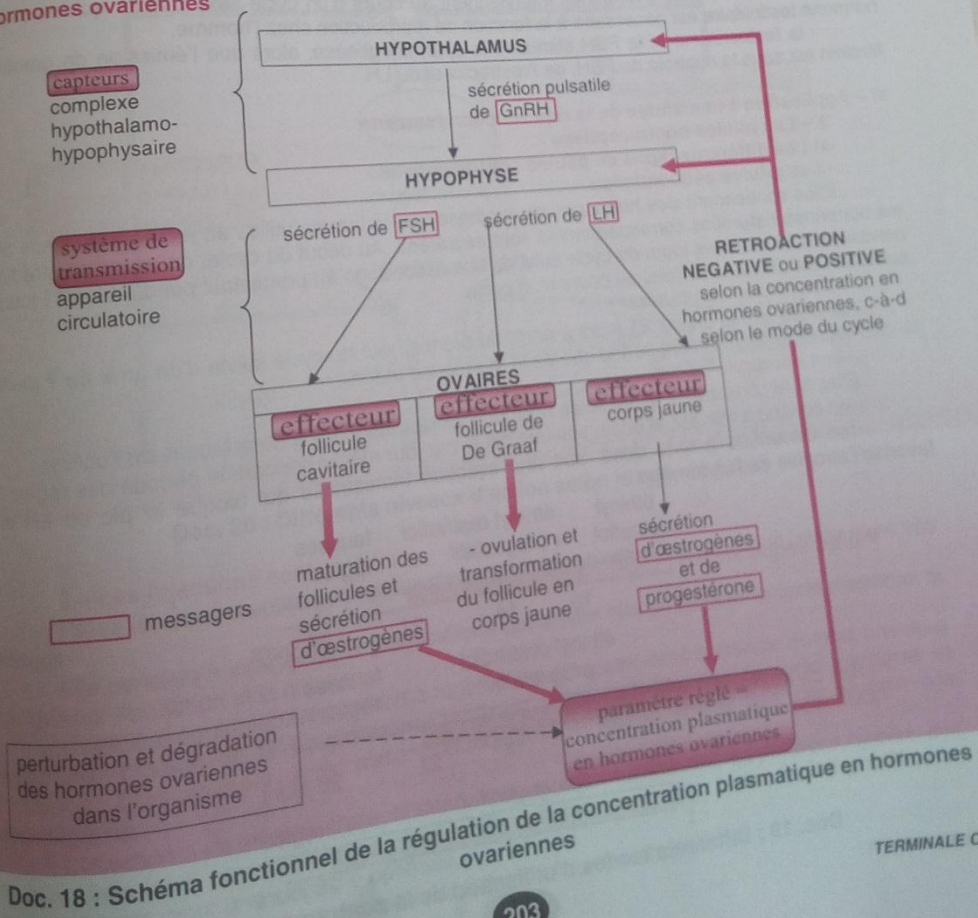 ormones ovariennes
HYPOTHALAMUS
capteurs
complexe
hypothalamo-
hypophysaire
sécrétion pulsatile
de GnRH
HYPOPHYSE
sécrétion de FSH
sécrétion de LH
système de
transmission
appareil
circulatoire
RETROACTION
NEGATIVE ou POSITIVE
selon la concentration en
hormones ovariennes, c-à-d
selon le mode du cycle
OVAIRES
effecteur
follicule
cavitaire
effecteur
follicule de
De Graaf
effecteur
corps jaune
maturation des
follicules et
sécrétion
d'œstrogènes
- ovulation et
transformation
du follicule en
corps jaune
sécrétion
d'œstrogènes
et de
progestérone
messagers
paramètre réglé =
concentration plasmatique
en hormones ovariennes
perturbation et dégradation
des hormones ovariennes
dans l'organisme
Doc. 18 : Schéma fonctionnel de la régulation de la concentration plasmatique en hormones
ovariennes
TERMINALE
203